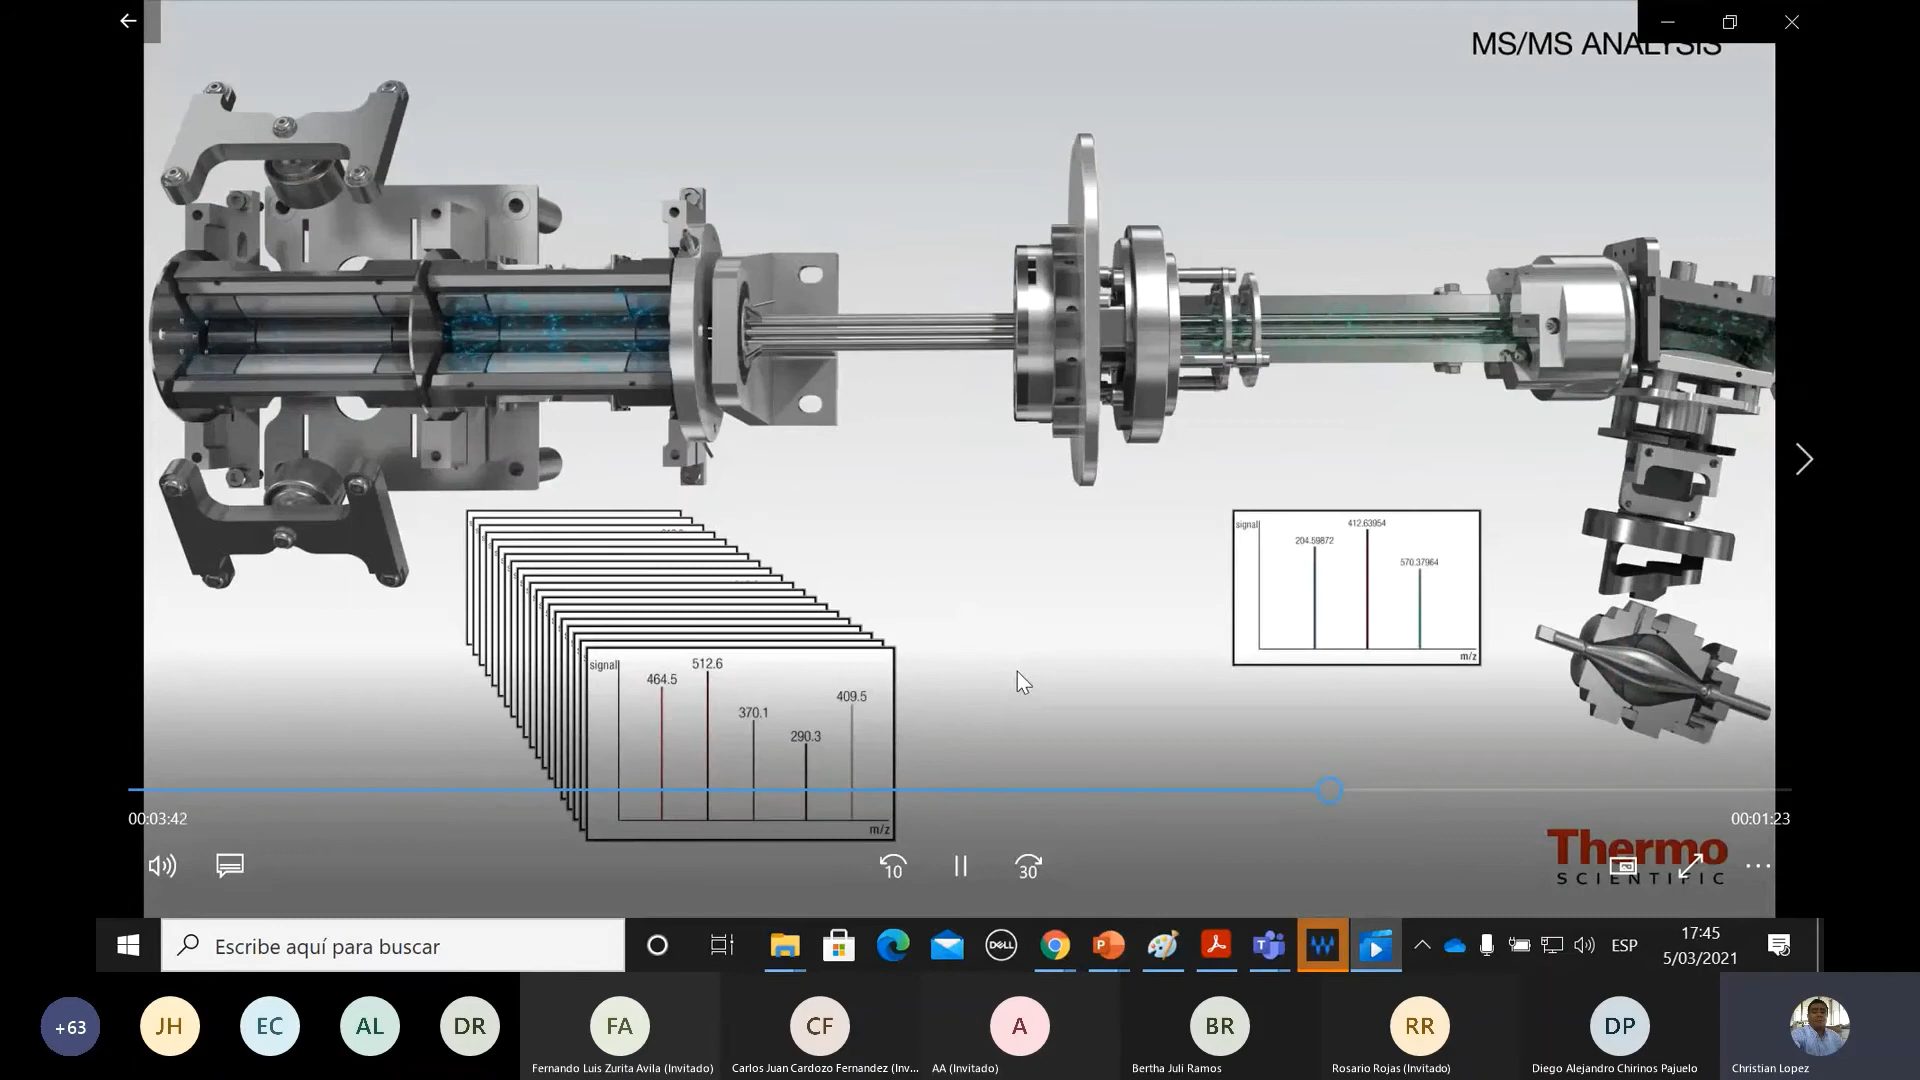 MS/MS ANALYSIS
signal
412.63954
204.59872
570.37964
m/z
signal
512.6
464.5
409.5
370.1
290.3
m/z
00:03:42
00:01:23
Thermo
SCIENTIFIC
10
30
Escribe aquí para buscar
DELL
ESP
17:45
5/03/2021
+63
JH
EC
AL
DR
FA
CF
A
BR
RR
DP
Fernando Luis Zurita Avila (Invitado)
Carlos Juan Cardozo Fernandez (Inv...
AA (Invitado)
Bertha Juli Ramos
Rosario Rojas (Invitado)
Diego Alejandro Chirinos Pajuelo
Christian Lopez